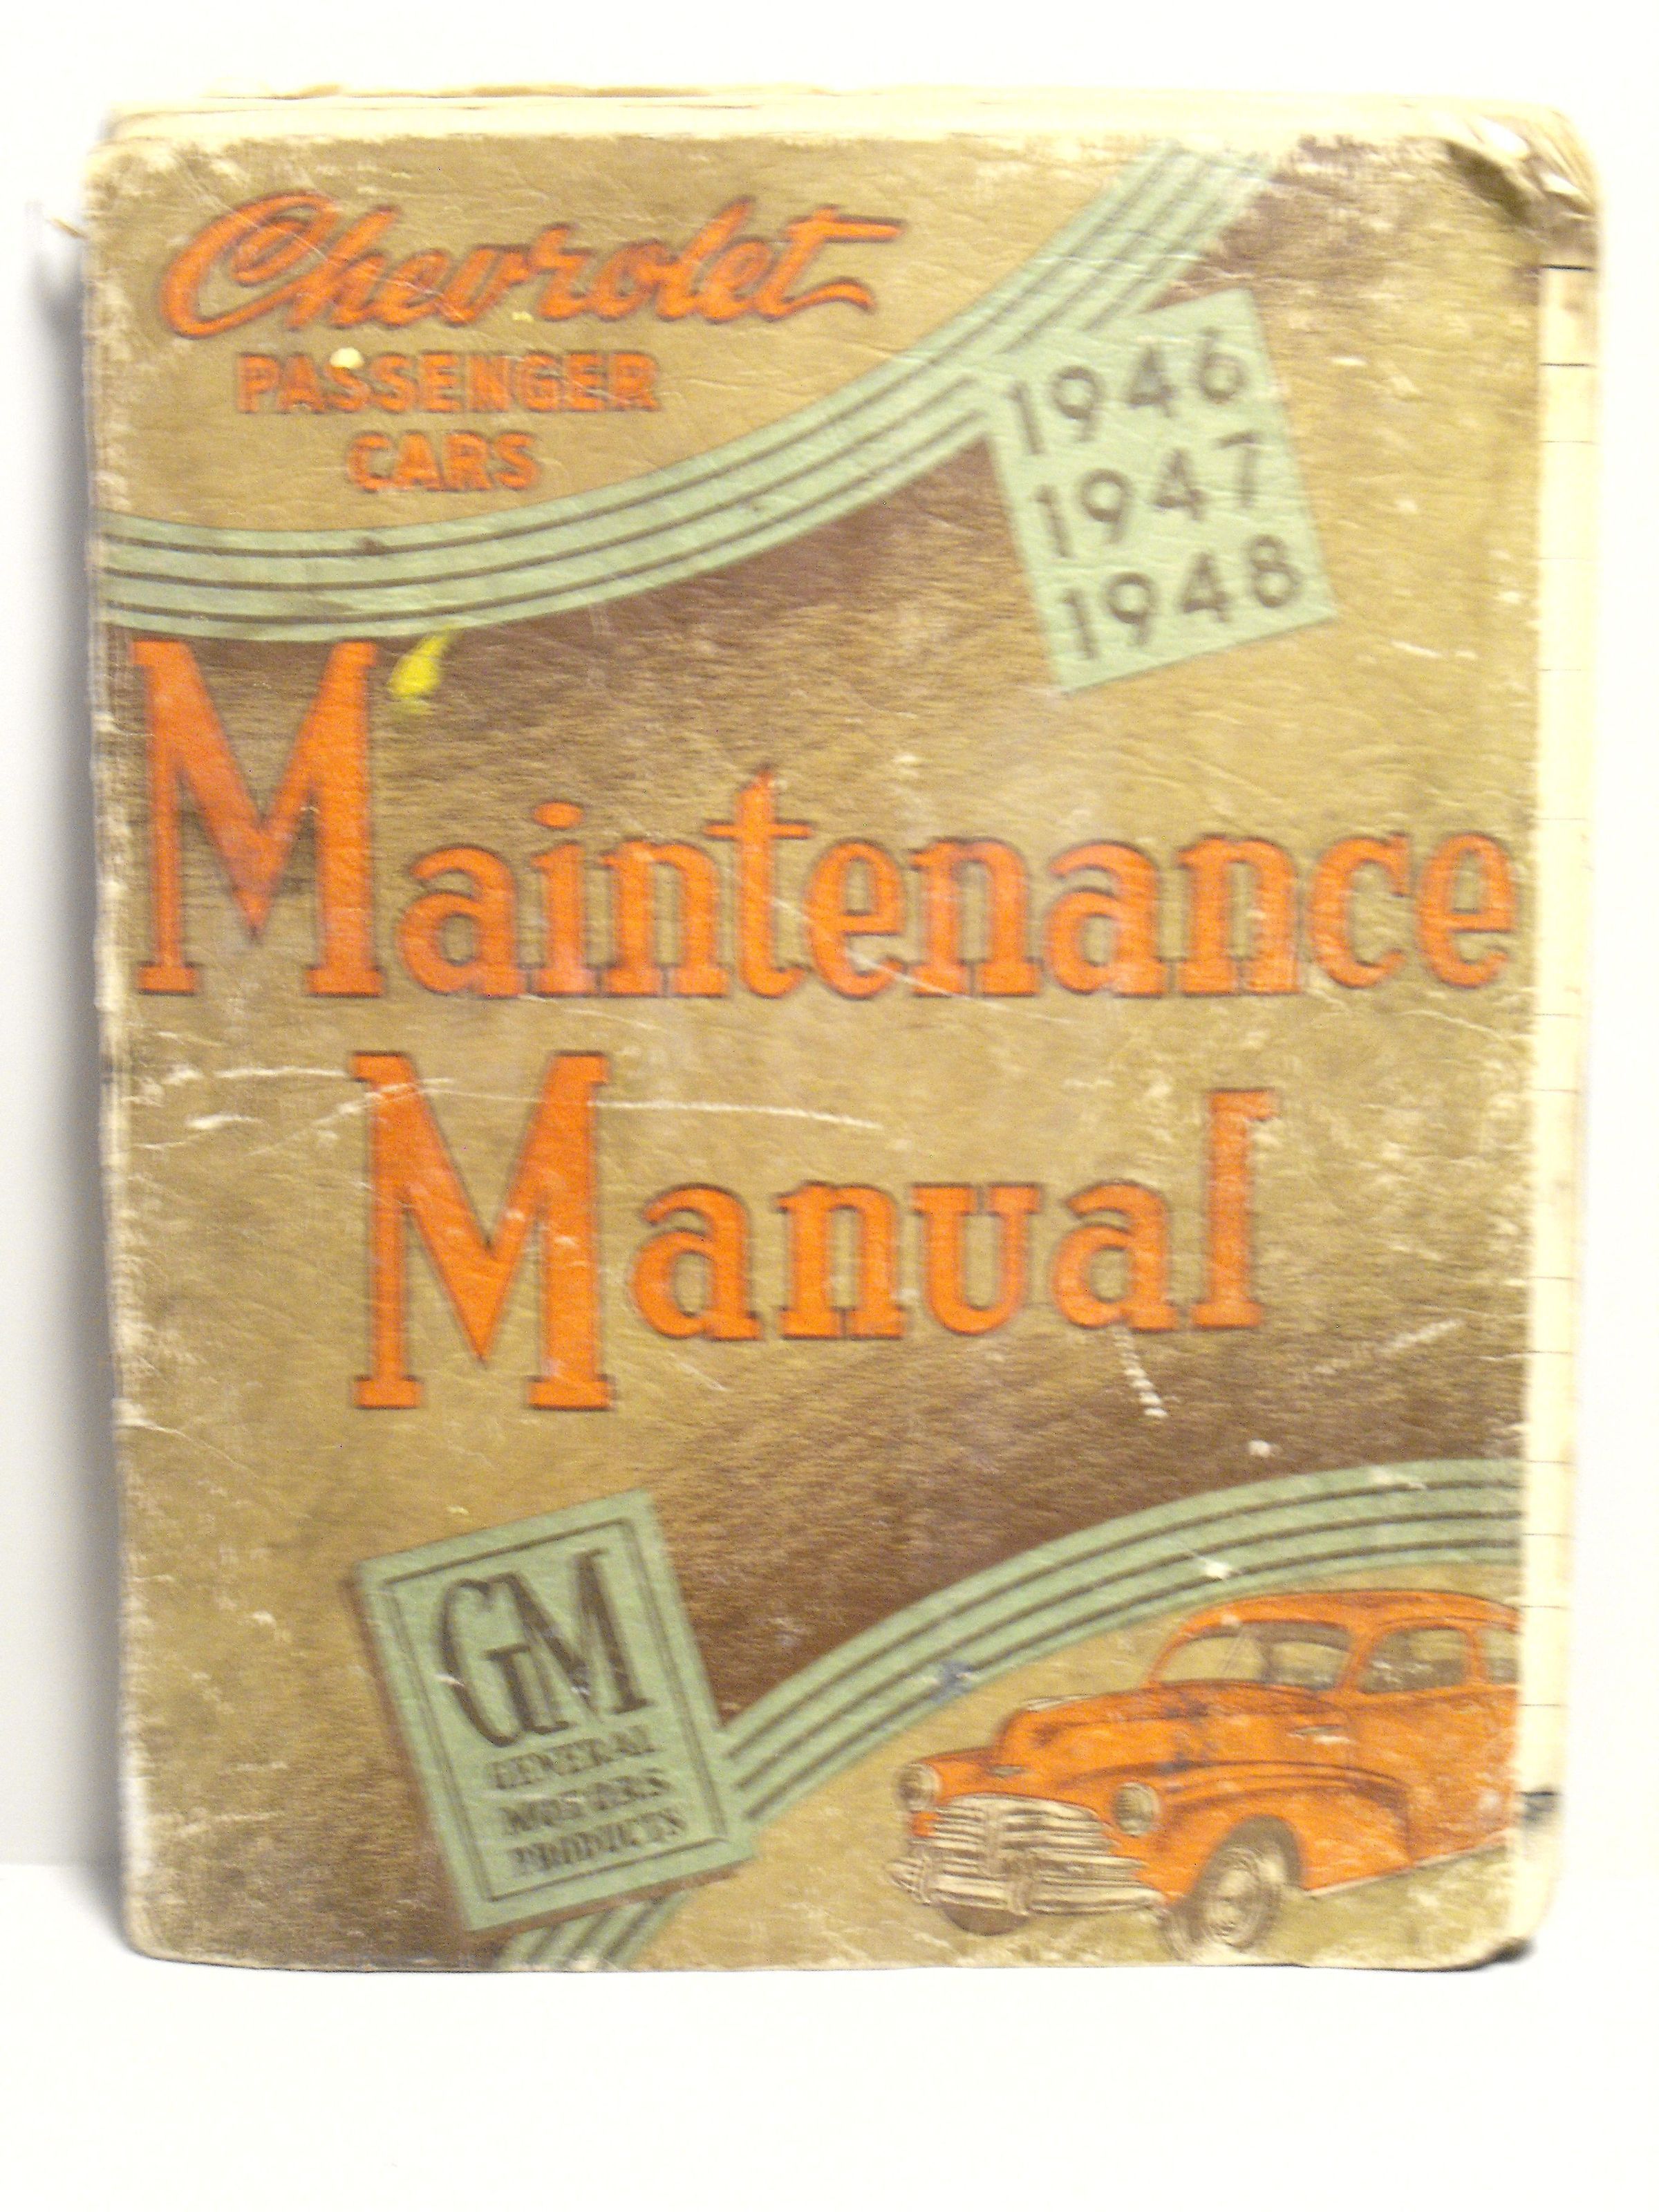 Chevrolet
PASSENGER
CARS
1946
1947
1948
Maintenance
Manual
GM
GENERAL
MOTORS
PRODUCTS